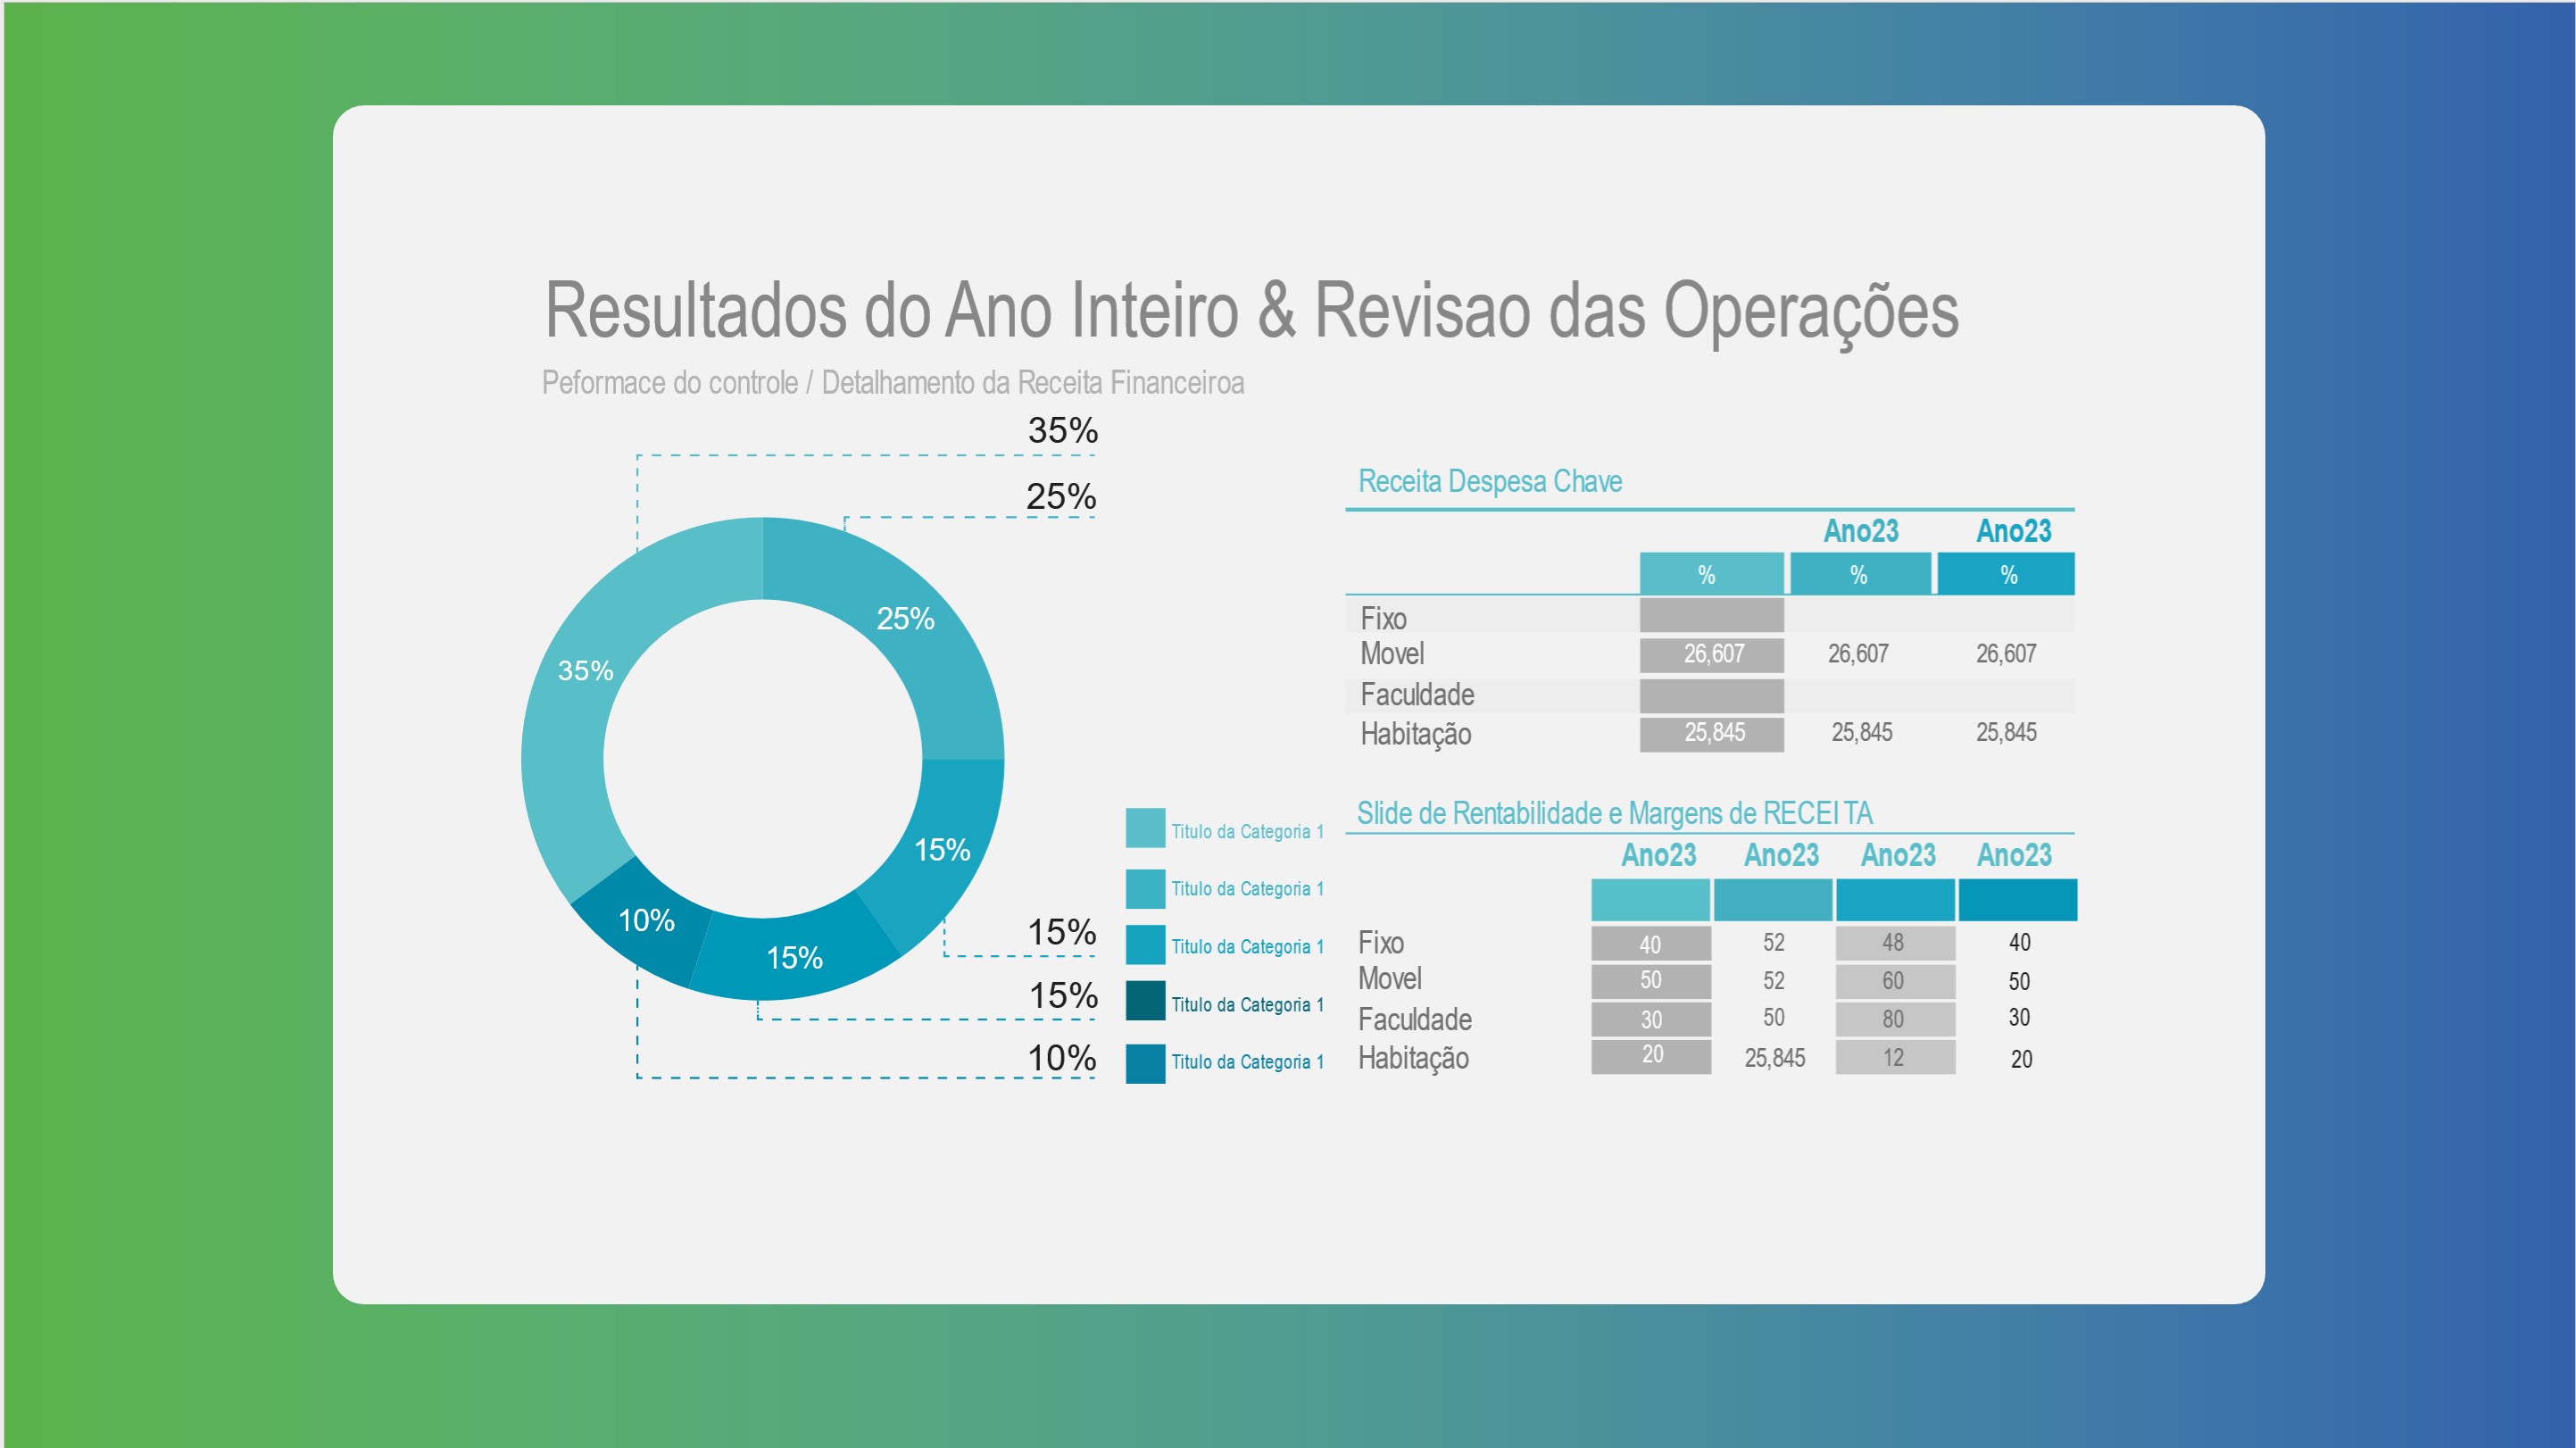 Resultados do Ano Inteiro & Revisao das Operações
Peformace do controle / Detalhamento da Receita Financeiroa
35%
25%
25%
35%
15%
10%
15%
15%
15%
10%
Titulo da Categoria 1
Titulo da Categoria 1
Titulo da Categoria 1
Titulo da Categoria 1
Titulo da Categoria 1
Receita Despesa Chave
Ano23 Ano23
% % %
Fixo
Movel 26,607 26,607 26,607
Faculdade
Habitação 25,845 25,845 25,845
Slide de Rentabilidade e Margens de RECEITA
Ano23 Ano23 Ano23 Ano23
Fixo 40 52 48 40
Movel 50 52 60 50
Faculdade 30 50 80 30
Habitação 20 25,845 12 20